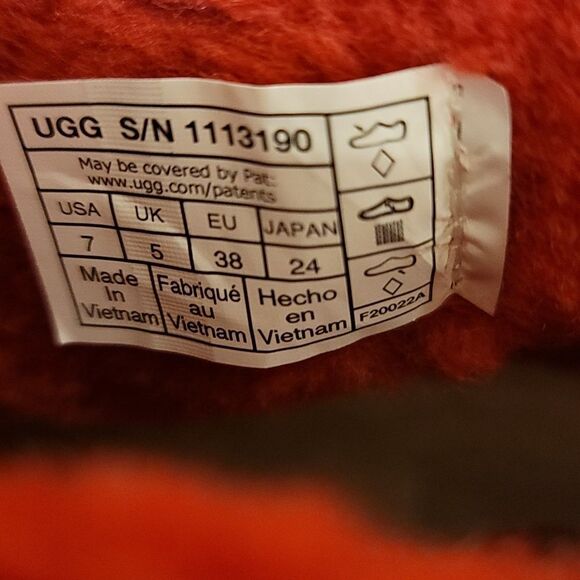 UGG S/N 1113190
May be covered by Pat:
www.ugg.com/patents
USA UK EU JAPAN
7 5 38 24
Made in Vietnam
Fabriqué au Vietnam
Hecho en Vietnam
F20022A